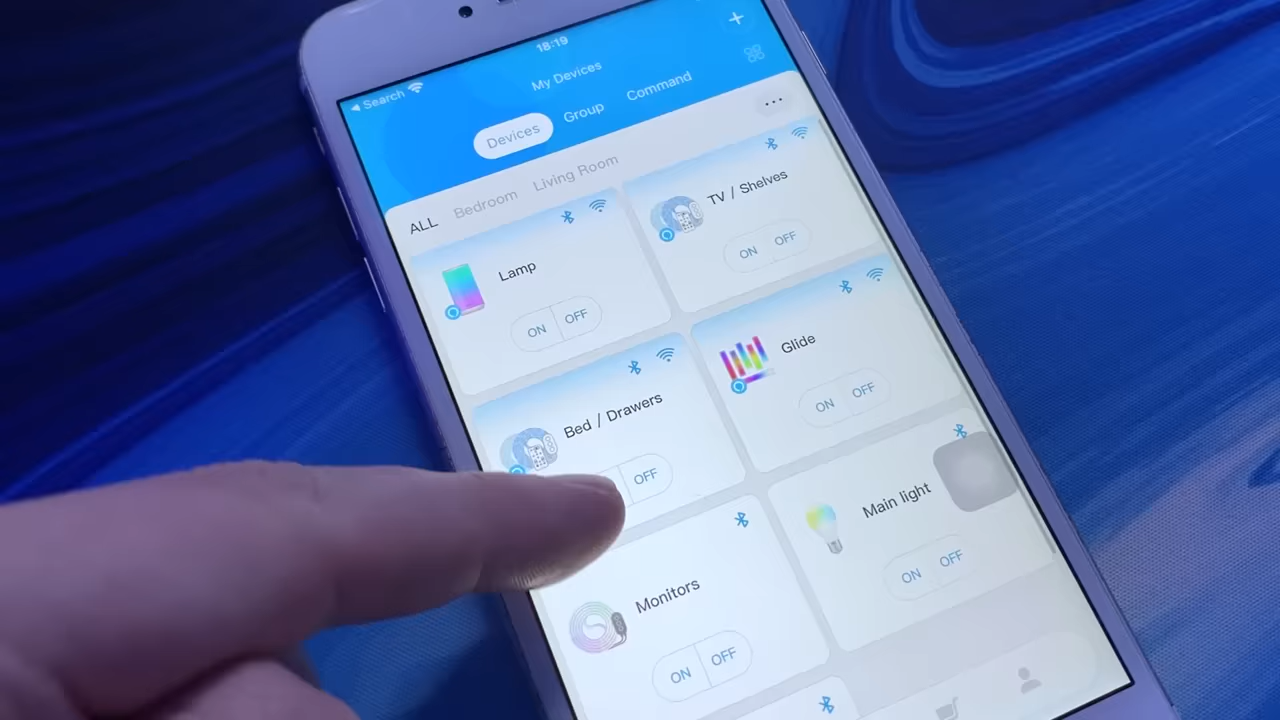 18:19
Search
My Devices
Devices Group Command
ALL Bedroom Living Room
Lamp
ON OFF
TV / Shelves
ON OFF
Bed / Drawers
OFF
Glide
ON OFF
Monitors
ON OFF
Main light
ON OFF